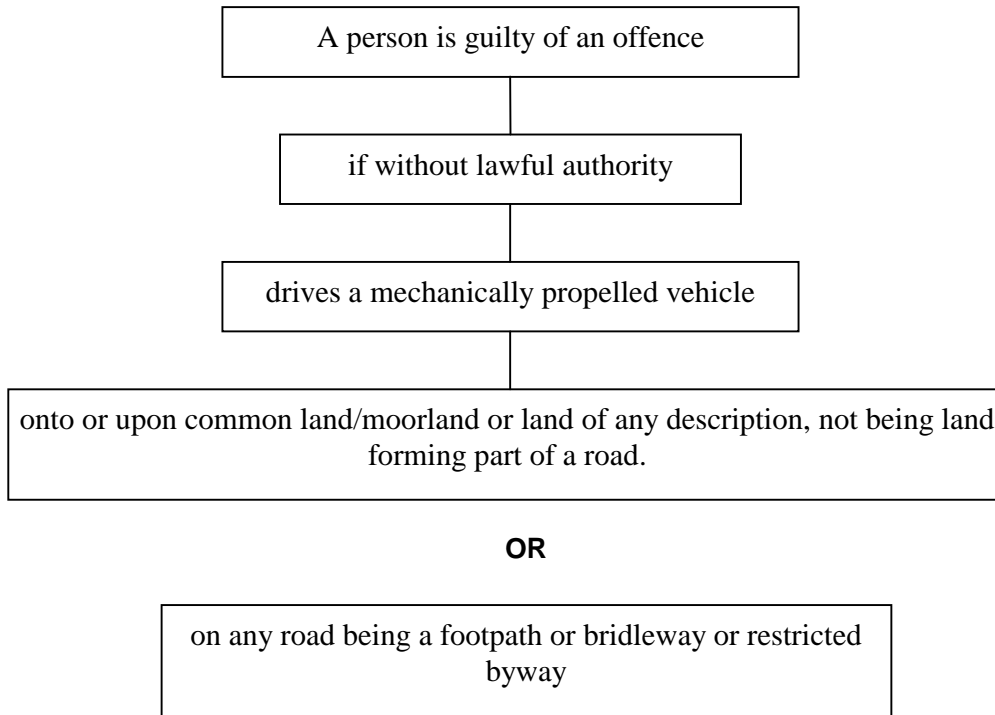 A person is guilty of an offence
if without lawful authority
drives a mechanically propelled vehicle
onto or upon common land/moorland or land of any description, not being land
forming part of a road.
OR
on any road being a footpath or bridleway or restricted
byway